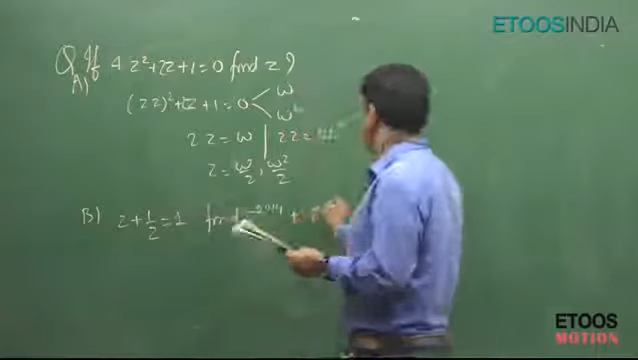 ETOOSINDIA
Q. If 4z²+2z+1=0 find z?
A)
(2z)²+2z+1=0 < ω
ω²
2z=ω | 2z=
z=ω/2, ω²/2
B) z+1/z=1 find
ETOOS
MOTION